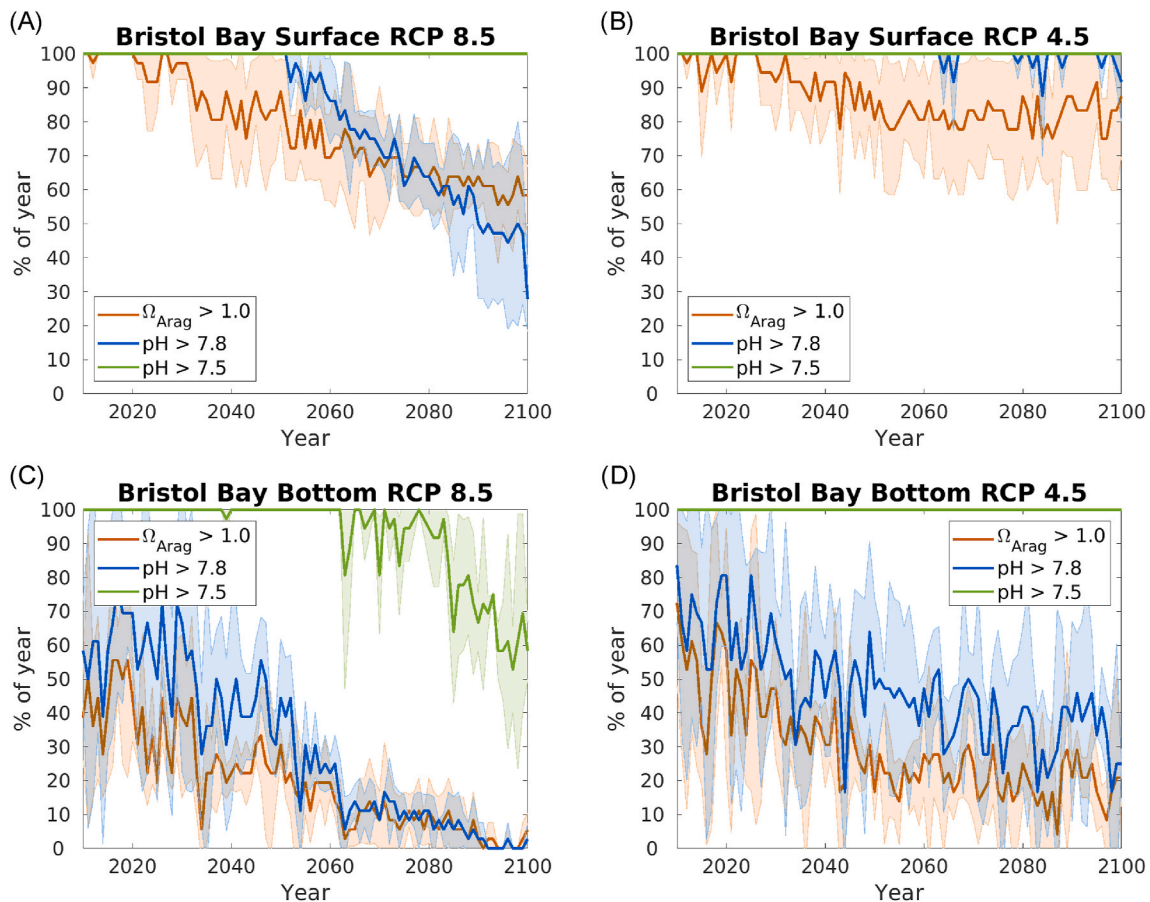 (A)
Bristol Bay Surface RCP 8.5
100
90
80
70
60
50
40
30
20
10
0
% of year
Ω_Arag > 1.0
pH > 7.8
pH > 7.5
2020 2040 2060 2080 2100
Year
(B)
Bristol Bay Surface RCP 4.5
100
90
80
70
60
50
40
30
20
10
0
% of year
Ω_Arag > 1.0
pH > 7.8
pH > 7.5
2020 2040 2060 2080 2100
Year
(C)
Bristol Bay Bottom RCP 8.5
100
90
80
70
60
50
40
30
20
10
0
% of year
Ω_Arag > 1.0
pH > 7.8
pH > 7.5
2020 2040 2060 2080 2100
Year
(D)
Bristol Bay Bottom RCP 4.5
100
90
80
70
60
50
40
30
20
10
0
% of year
Ω_Arag > 1.0
pH > 7.8
pH > 7.5
2020 2040 2060 2080 2100
Year